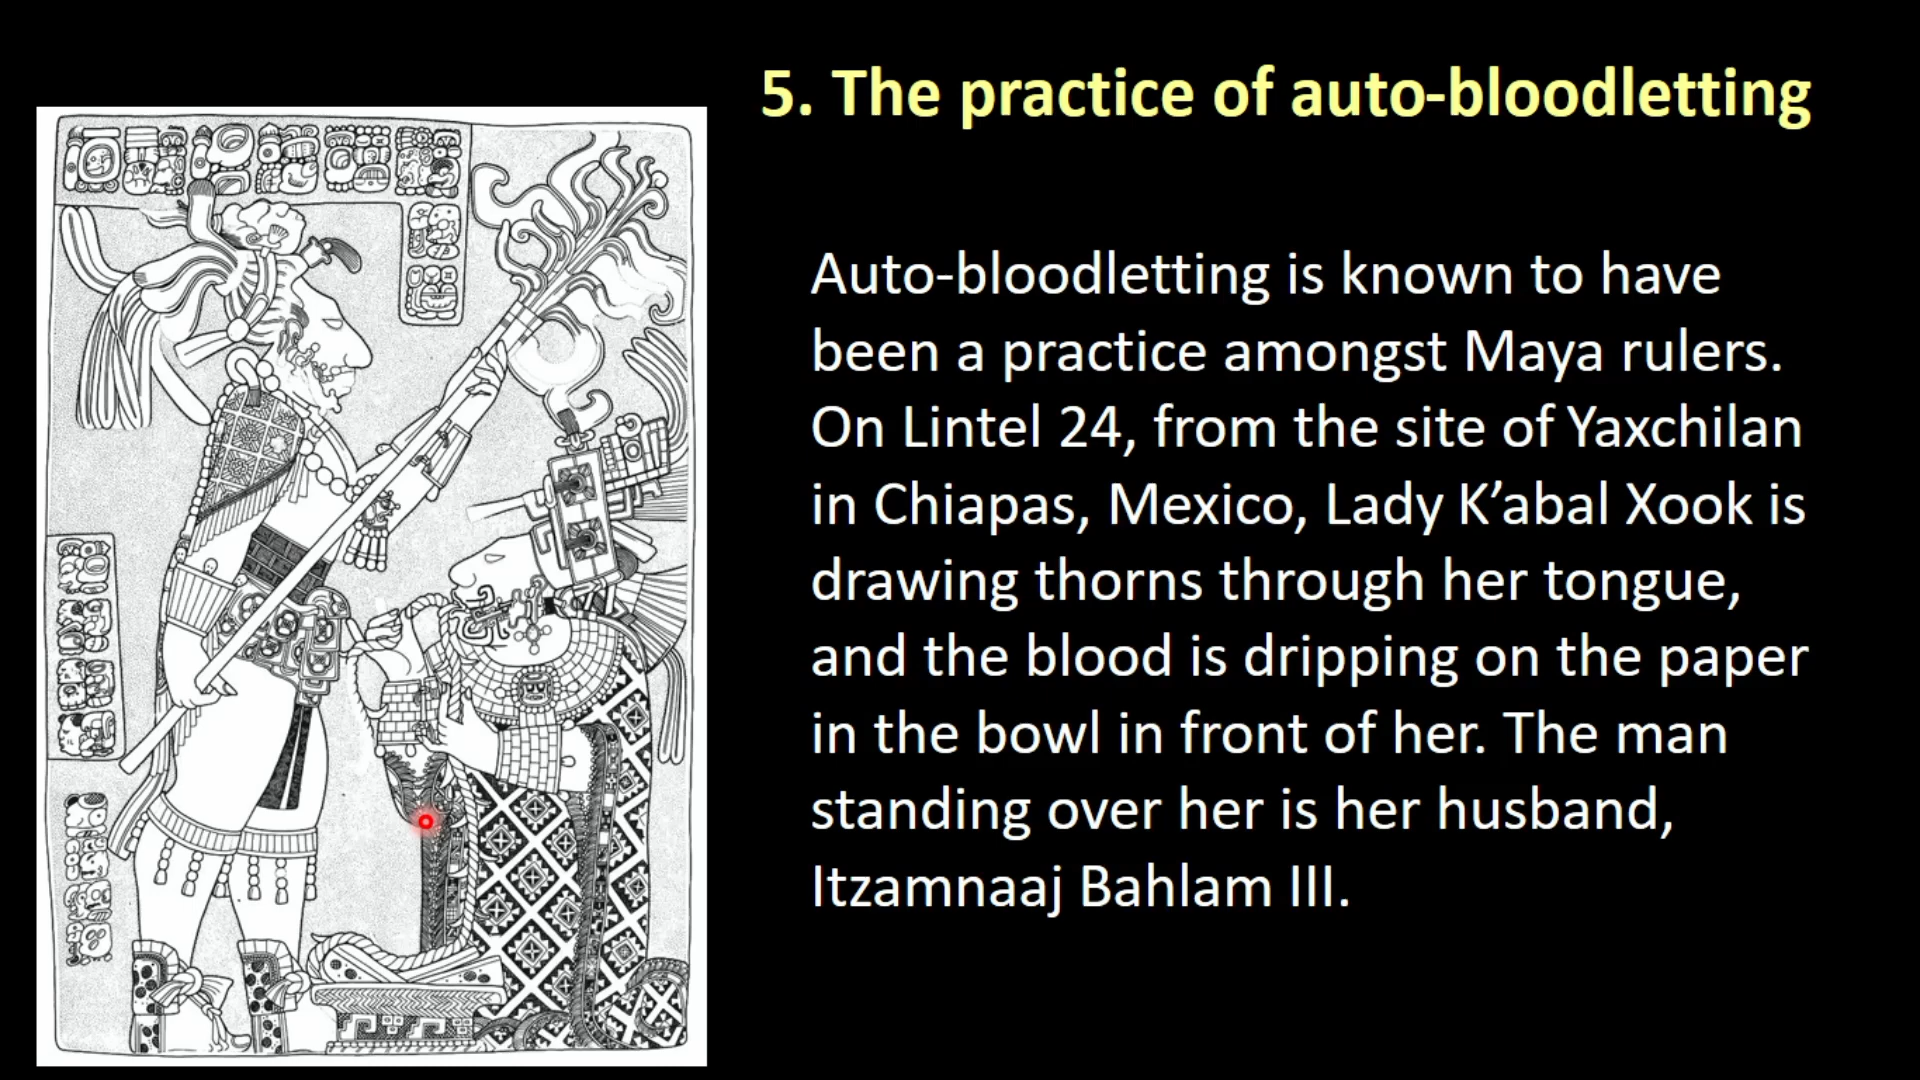 5. The practice of auto-bloodletting
Auto-bloodletting is known to have
been a practice amongst Maya rulers.
On Lintel 24, from the site of Yaxchilan
in Chiapas, Mexico, Lady K’abal Xook is
drawing thorns through her tongue,
and the blood is dripping on the paper
in the bowl in front of her. The man
standing over her is her husband,
Itzamnaaj Bahlam III.